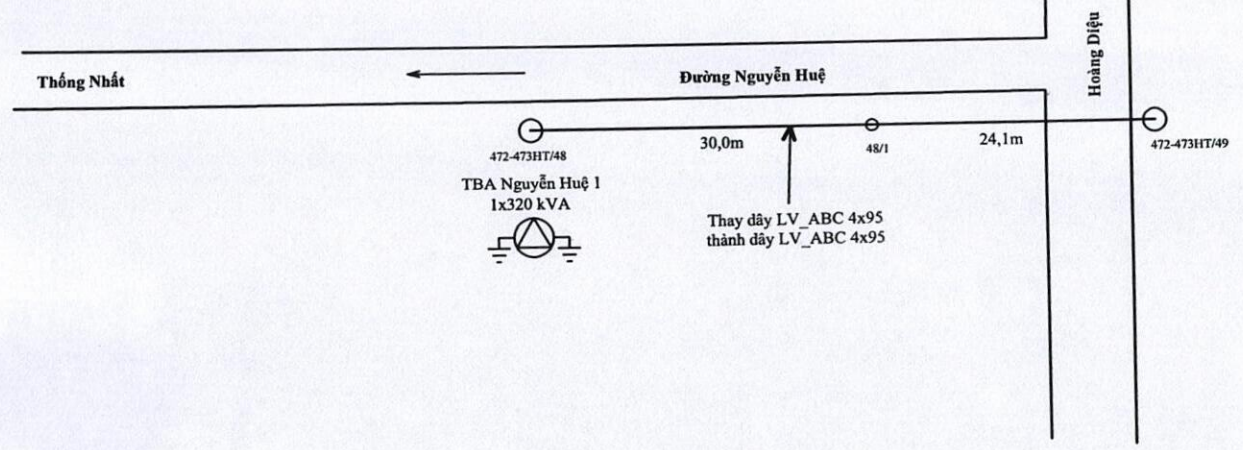 Hoàng Diệu
Thống Nhất
Đường Nguyễn Huệ
472-473HT/48
30,0m
48/1
24,1m
472-473HT/49
TBA Nguyễn Huệ 1
1x320 kVA
Thay dây LV_ABC 4x95
thành dây LV_ABC 4x95